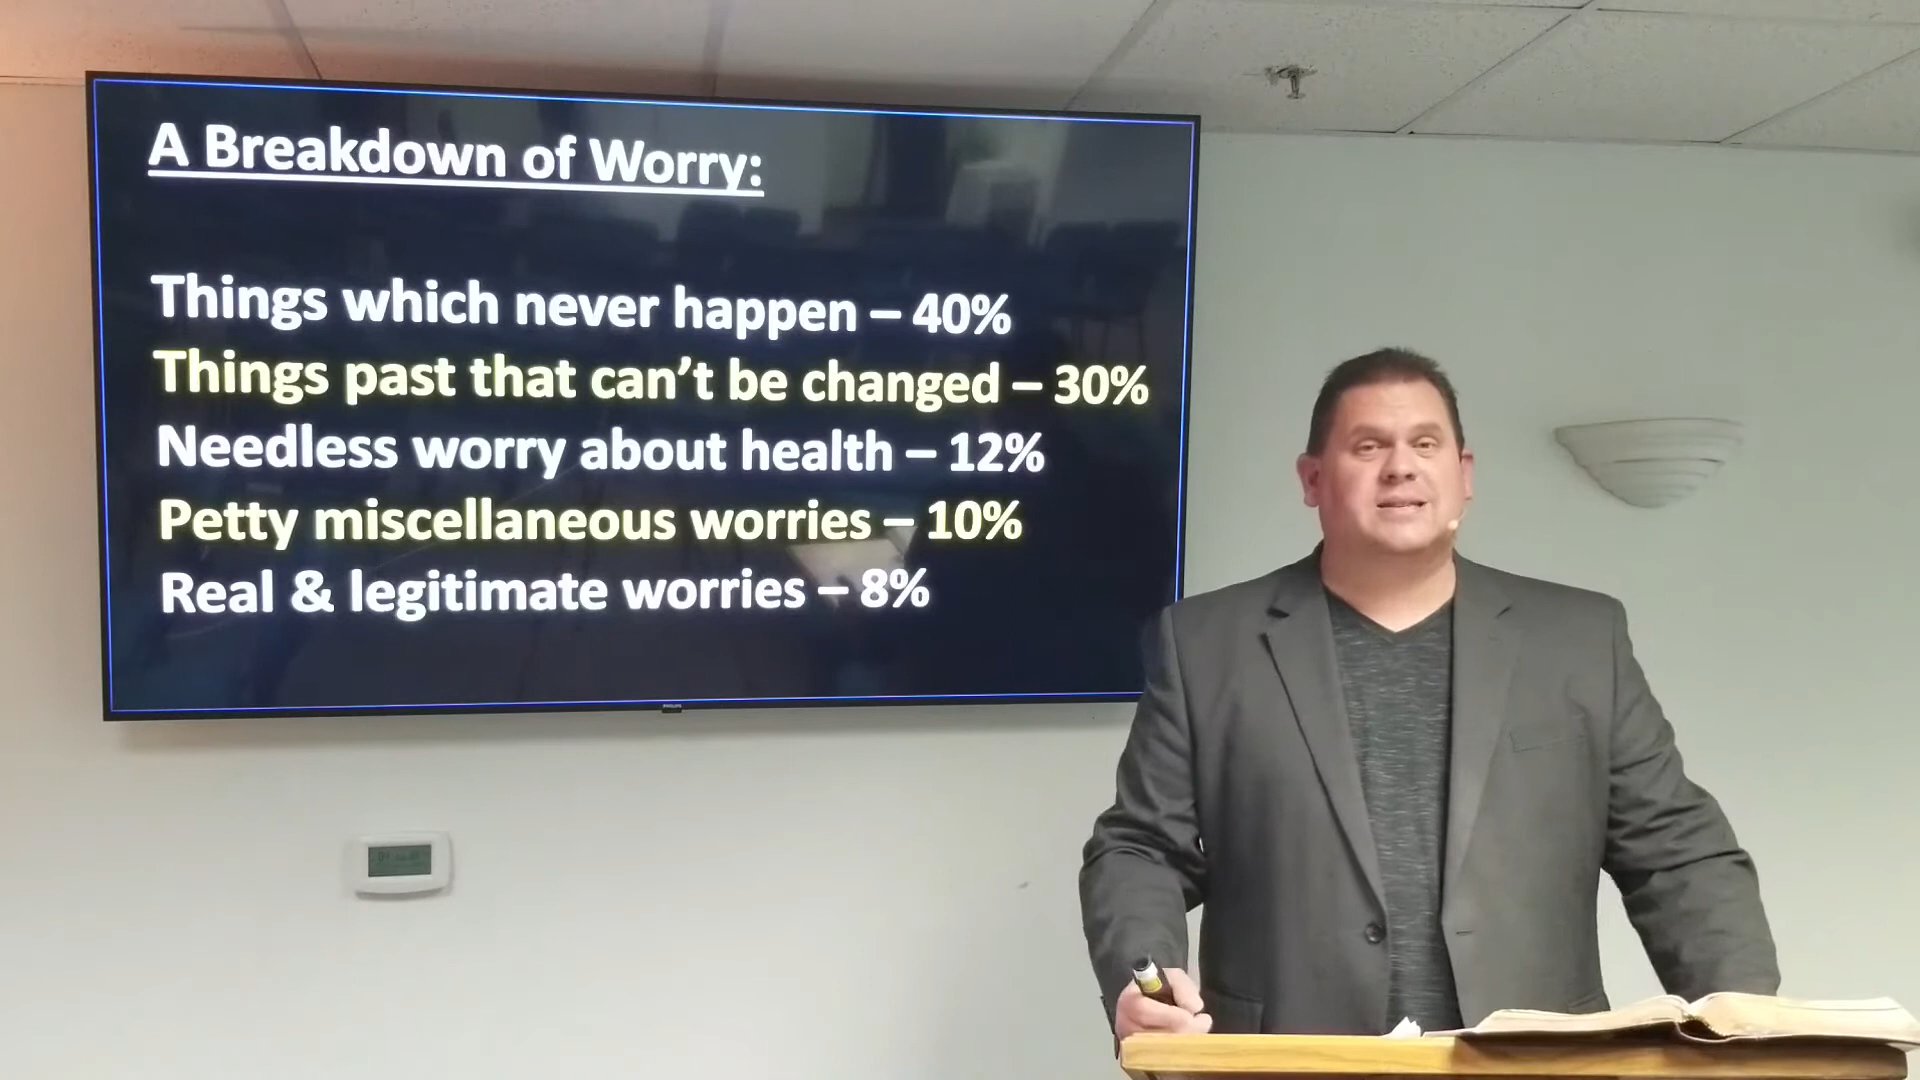 A Breakdown of Worry:
Things which never happen – 40%
Things past that can't be changed – 30%
Needless worry about health – 12%
Petty miscellaneous worries – 10%
Real & legitimate worries – 8%
PHILIPS